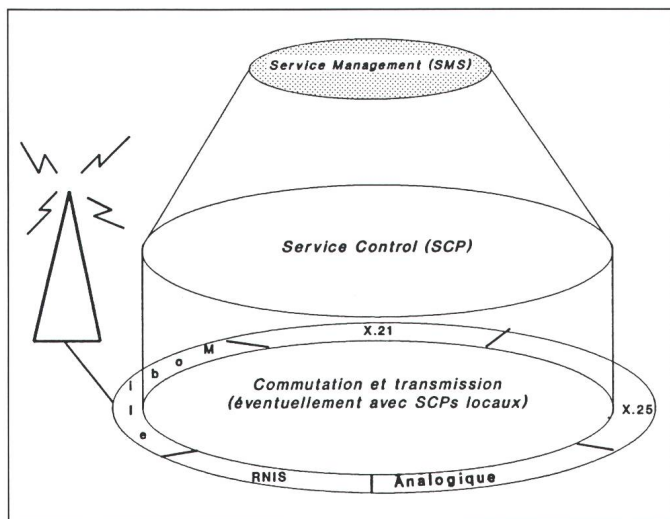 Service Management (SMS)
Service Control (SCP)
X.21
Mobile
Commutation et transmission
(éventuellement avec SCPs locaux)
X.25
RNIS
Analogique